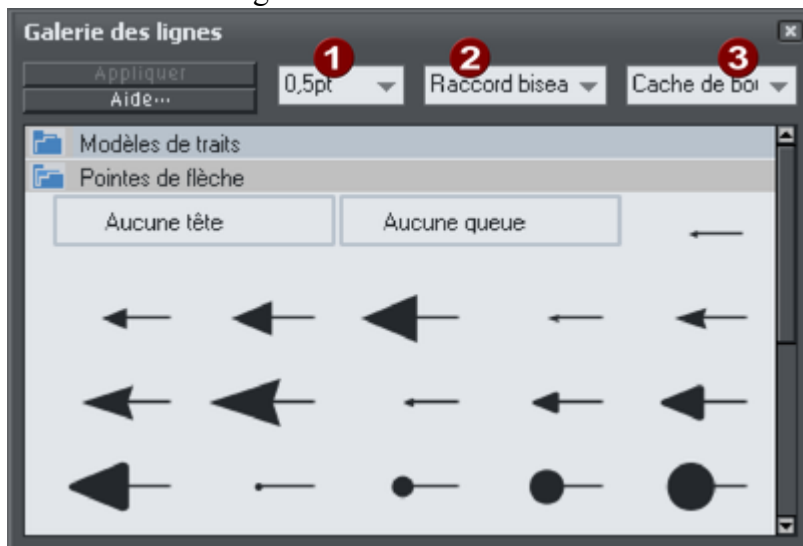 Galerie des lignes
1 2 3
Appliquer
Aide...
0,5pt
Raccord bisea
Cache de bou
Modèles de traits
Pointes de flèche
Aucune tête
Aucune queue